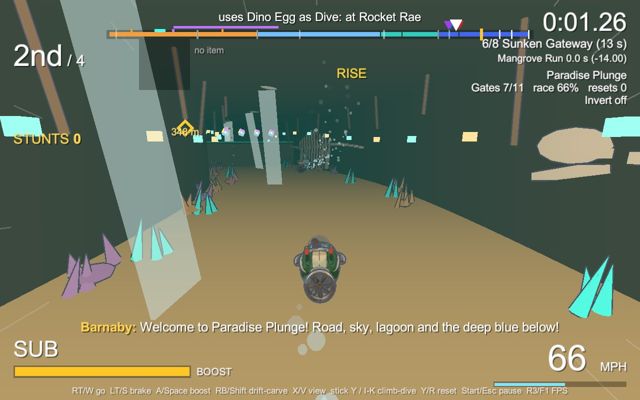 uses Dino Egg as Dive: at Rocket Rae
0:01.26
2nd / 4
6/8 Sunken Gateway (13 s)
no item
Mangrove Run 0.0 s (-14.00)
RISE
Paradise Plunge
Gates 7/11 race 66% resets 0
Invert off
STUNTS 0
Barnaby: Welcome to Paradise Plunge! Road, sky, lagoon and the deep blue below!
SUB
66 MPH
BOOST
RT/W go LT/S brake A/Space boost RB/Shift drift-carve X/V view stick Y / I-K climb-dive Y/R reset Start/Esc pause R3/F1 FPS